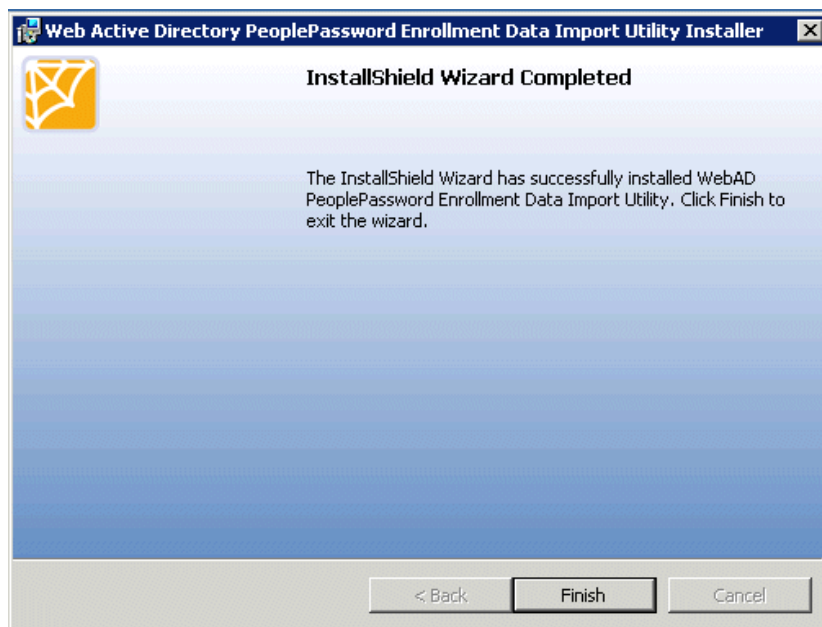 Web Active Directory PeoplePassword Enrollment Data Import Utility Installer
InstallShield Wizard Completed
The InstallShield Wizard has successfully installed WebAD
PeoplePassword Enrollment Data Import Utility. Click Finish to
exit the wizard.
< Back
Finish
Cancel